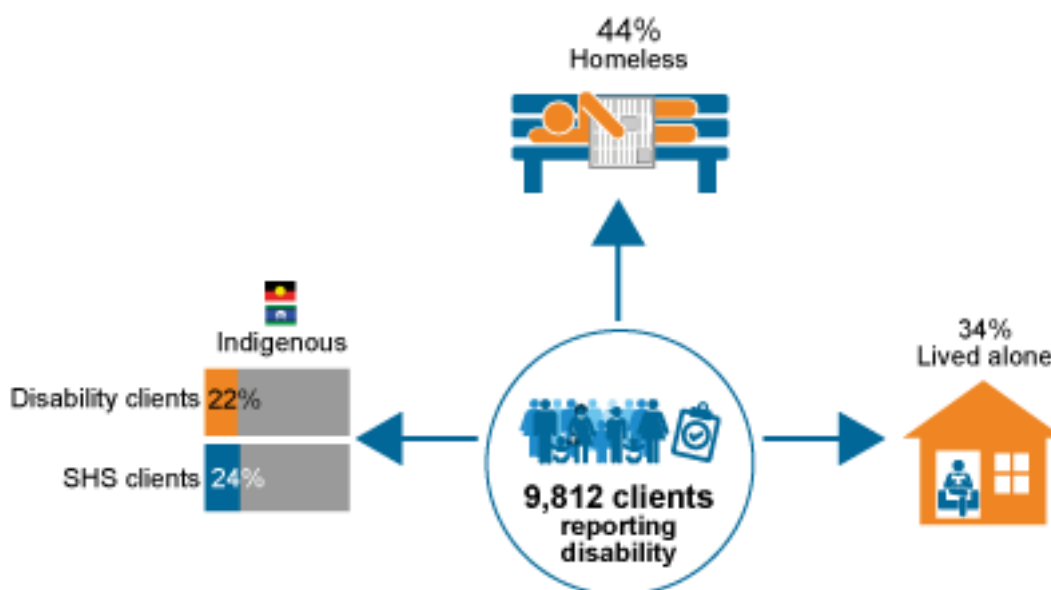 44%
Homeless
Indigenous
Disability clients 22%
SHS clients 24%
34%
Lived alone
9,812 clients
reporting
disability